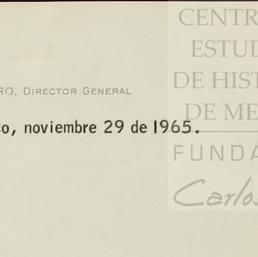 CENTR
ESTUD
DE HIST
DE ME
FUNDA
Carlos
RO, DIRECTOR GENERAL
o, noviembre 29 de 1965.